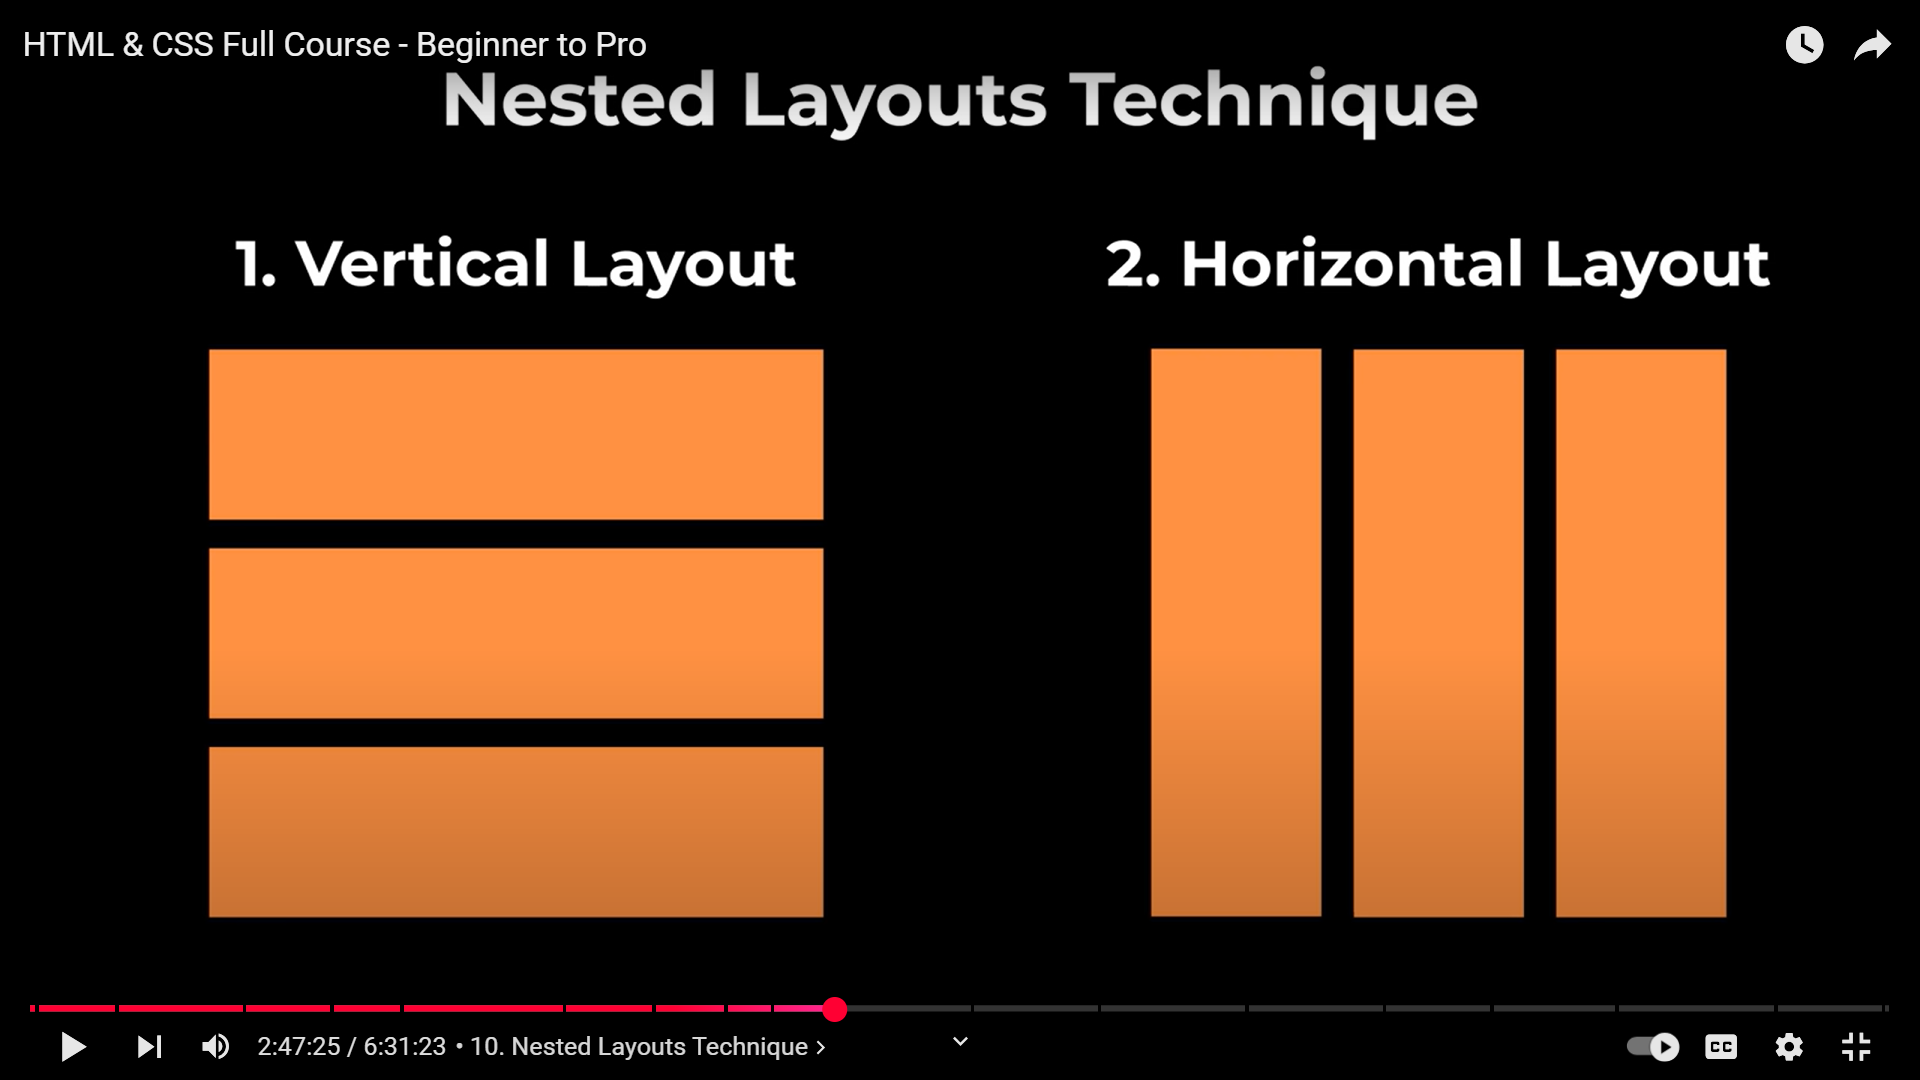 HTML & CSS Full Course - Beginner to Pro
Nested Layouts Technique
1. Vertical Layout
2. Horizontal Layout
2:47:25 / 6:31:23 • 10. Nested Layouts Technique
CC